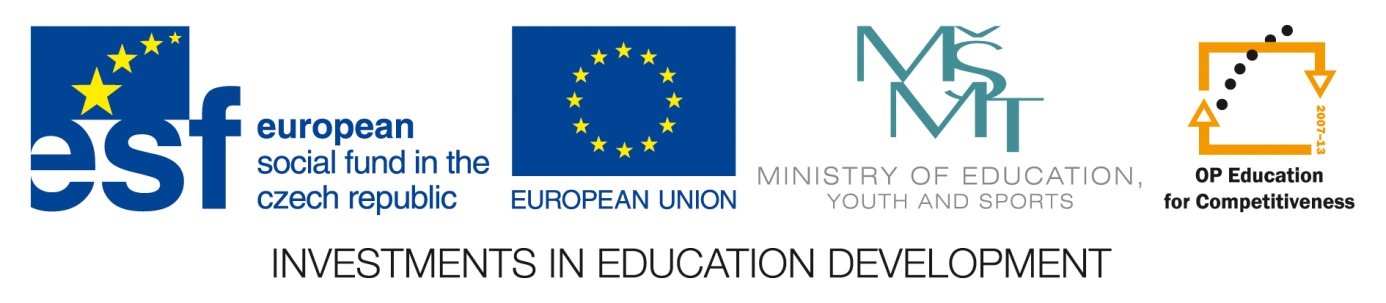 esf
european
social fund in the
czech republic
EUROPEAN UNION
MŠMT
MINISTRY OF EDUCATION,
YOUTH AND SPORTS
2007-13
OP Education
for Competitiveness
INVESTMENTS IN EDUCATION DEVELOPMENT